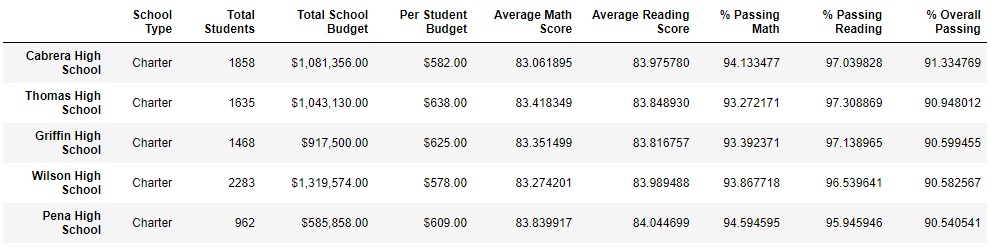 School Type Total Students Total School Budget Per Student Budget Average Math Score Average Reading Score % Passing Math % Passing Reading % Overall Passing
Cabrera High School Charter 1858 $1,081,356.00 $582.00 83.061895 83.975780 94.133477 97.039828 91.334769
Thomas High School Charter 1635 $1,043,130.00 $638.00 83.418349 83.848930 93.272171 97.308869 90.948012
Griffin High School Charter 1468 $917,500.00 $625.00 83.351499 83.816757 93.392371 97.138965 90.599455
Wilson High School Charter 2283 $1,319,574.00 $578.00 83.274201 83.989488 93.867718 96.539641 90.582567
Pena High School Charter 962 $585,858.00 $609.00 83.839917 84.044699 94.594595 95.945946 90.540541